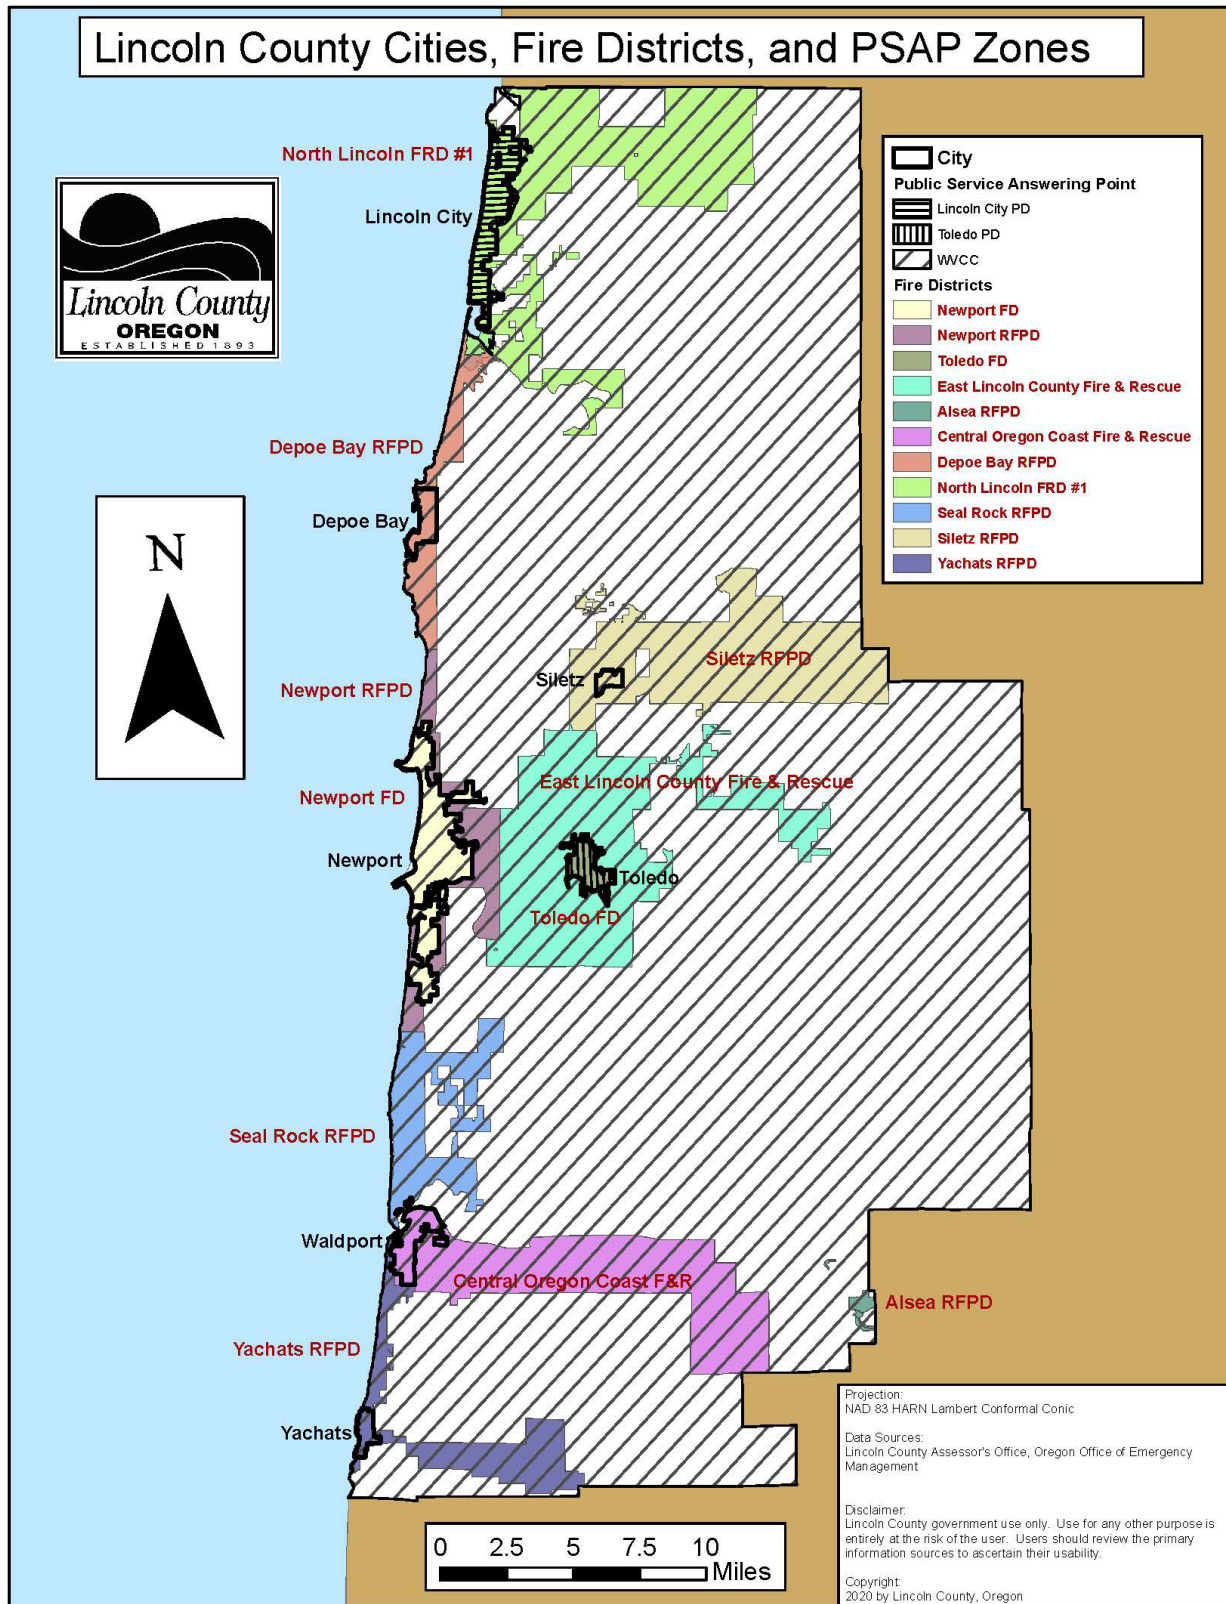 Lincoln County Cities, Fire Districts, and PSAP Zones
North Lincoln FRD #1
Lincoln City
Lincoln County
OREGON
ESTABLISHED 1893
Depoe Bay RFPD
Depoe Bay
N
Siletz RFPD
Siletz
Newport RFPD
East Lincoln County Fire & Rescue
Newport FD
Newport
Toledo
Toledo FD
Seal Rock RFPD
Waldport
Central Oregon Coast F&R
Alsea RFPD
Yachats RFPD
Yachats
City
Public Service Answering Point
Lincoln City PD
Toledo PD
WVCC
Fire Districts
Newport FD
Newport RFPD
Toledo FD
East Lincoln County Fire & Rescue
Alsea RFPD
Central Oregon Coast Fire & Rescue
Depoe Bay RFPD
North Lincoln FRD #1
Seal Rock RFPD
Siletz RFPD
Yachats RFPD
0 2.5 5 7.5 10
Miles
Projection:
NAD 83 HARN Lambert Conformal Conic
Data Sources:
Lincoln County Assessor's Office, Oregon Office of Emergency
Management
Disclaimer:
Lincoln County government use only. Use for any other purpose is
entirely at the risk of the user. Users should review the primary
information sources to ascertain their usability.
Copyright:
2020 by Lincoln County, Oregon